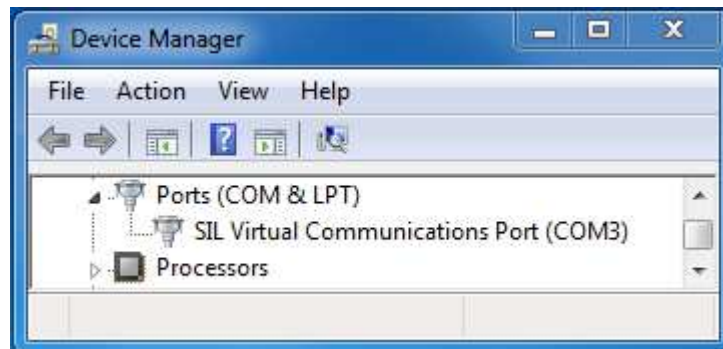 Device Manager
File Action View Help
Ports (COM & LPT)
SIL Virtual Communications Port (COM3)
Processors